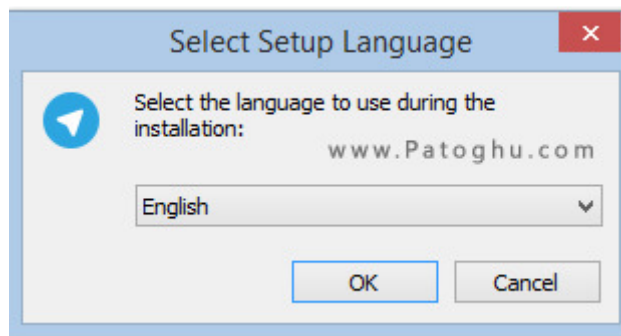 Select Setup Language
Select the language to use during the
installation:
www.Patoghu.com
English
OK
Cancel